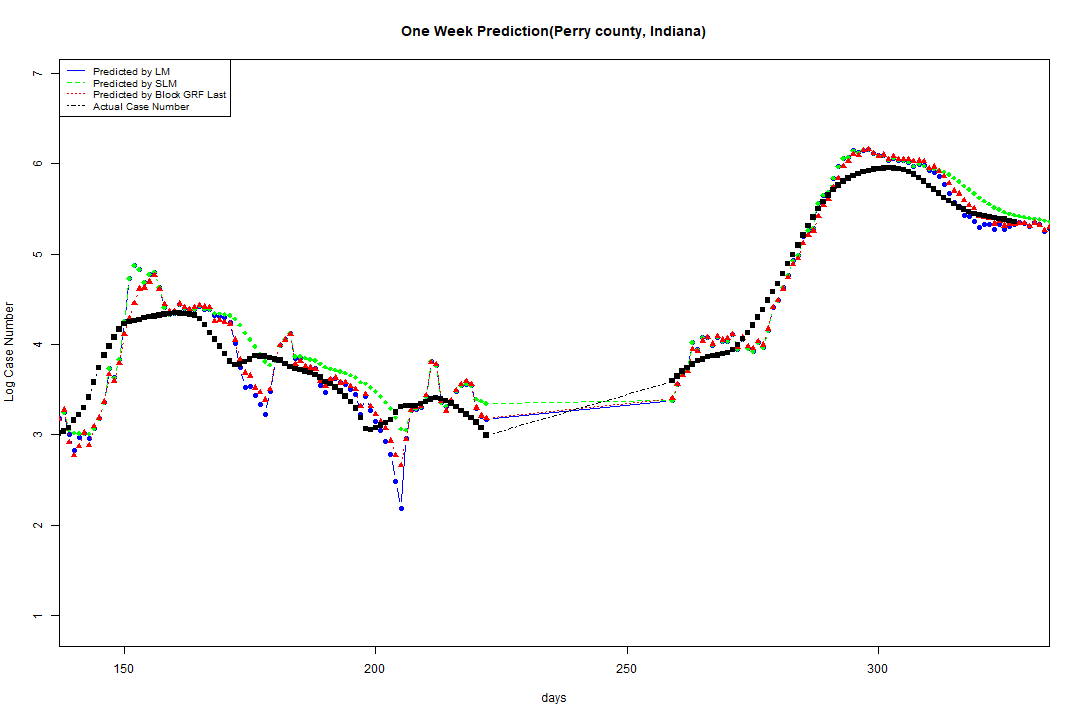 One Week Prediction(Perry county, Indiana)
Predicted by LM
Predicted by SLM
Predicted by Block GRF Last
Actual Case Number
7
6
5
4
3
2
1
Log Case Number
150
200
250
300
days